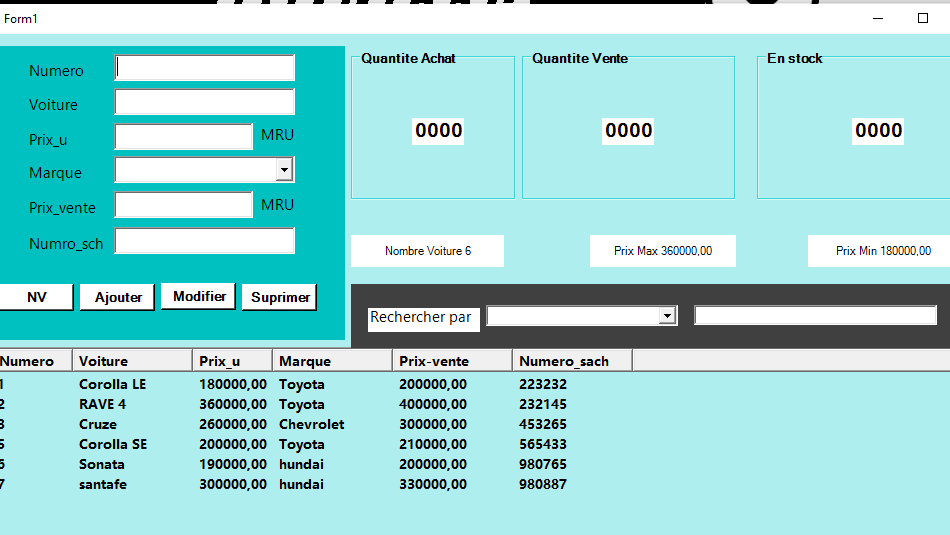 Form1
Numero
Voiture
Prix_u MRU
Marque
Prix_vente MRU
Numro_sch
NV Ajouter Modifier Suprimer
Quantite Achat Quantite Vente En stock
0000 0000 0000
Nombre Voiture 6 Prix Max 360000,00 Prix Min 180000,00
Rechercher par
Numero Voiture Prix_u Marque Prix-vente Numero_sach
1 Corolla LE 180000,00 Toyota 200000,00 223232
2 RAVE 4 360000,00 Toyota 400000,00 232145
3 Cruze 260000,00 Chevrolet 300000,00 453265
5 Corolla SE 200000,00 Toyota 210000,00 565433
6 Sonata 190000,00 hundai 200000,00 980765
7 santafe 300000,00 hundai 330000,00 980887